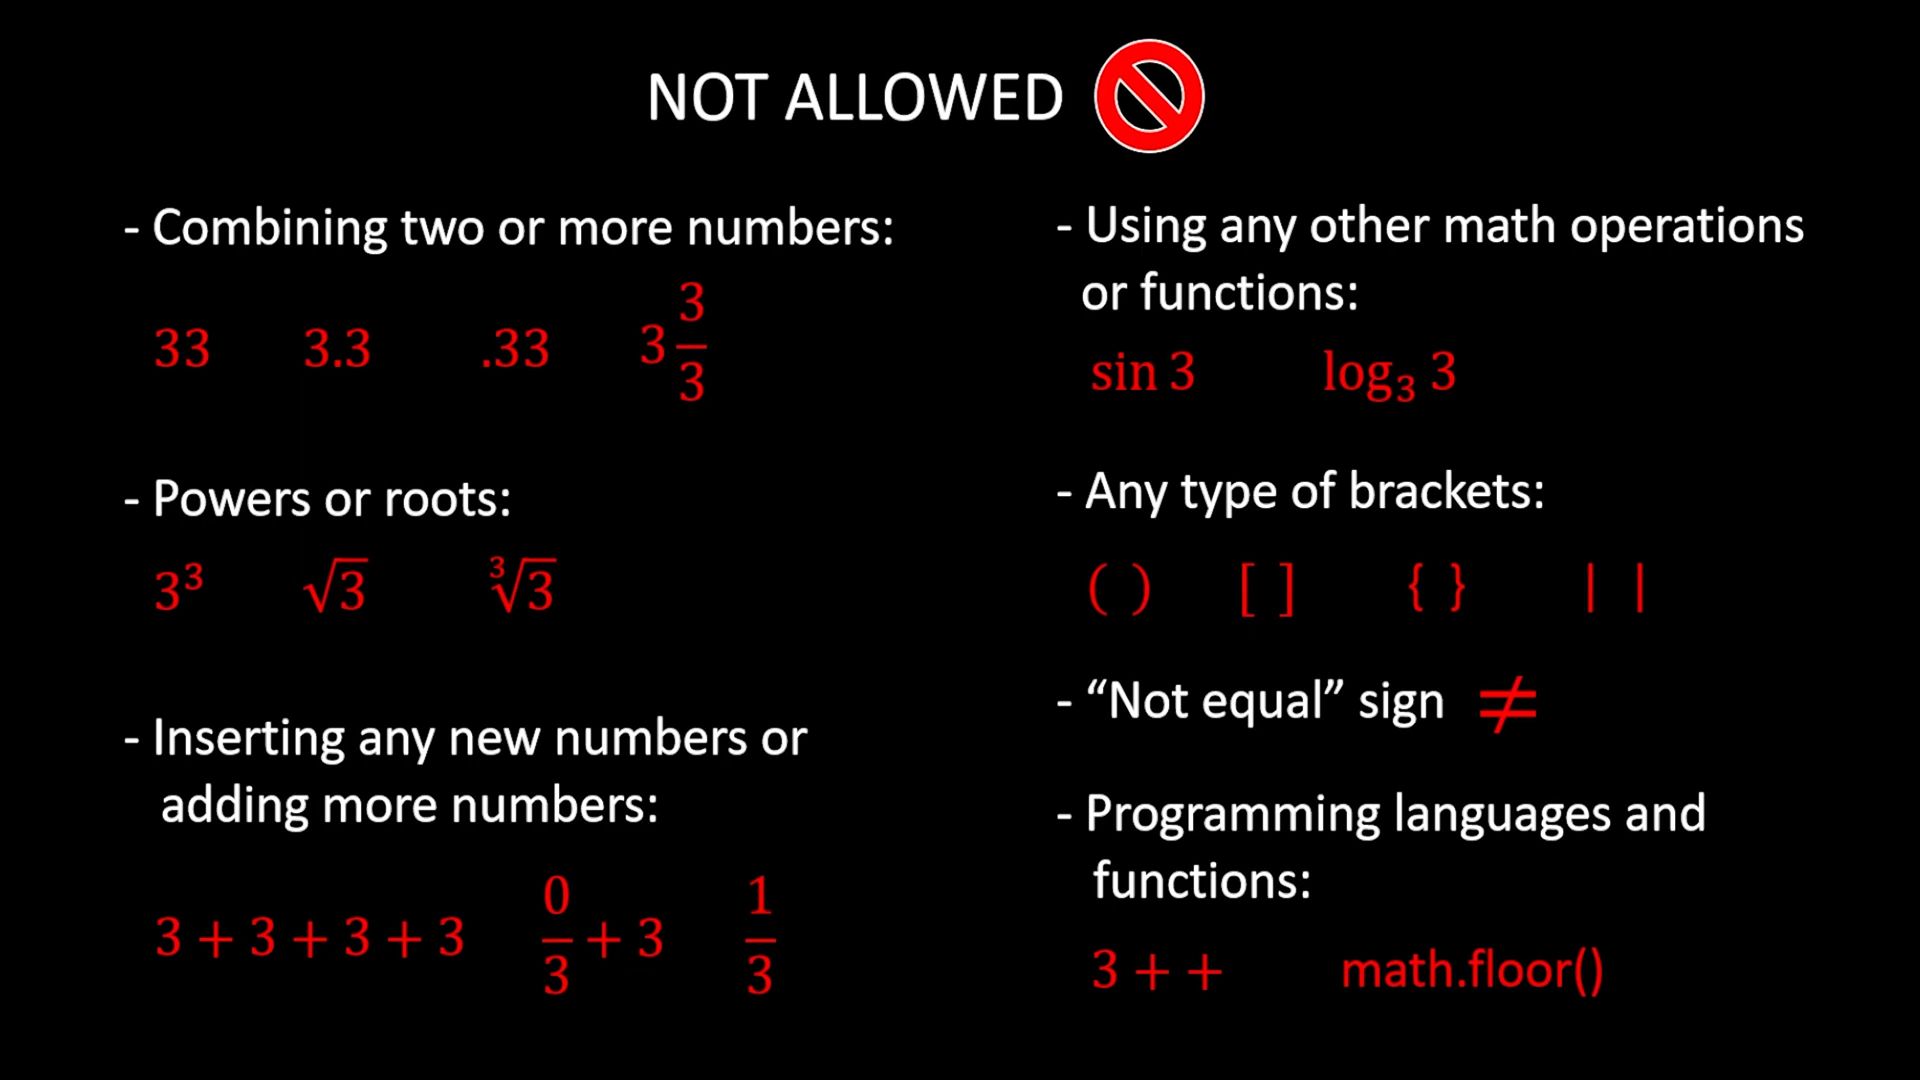 NOT ALLOWED
- Combining two or more numbers:
33 3.3 .33 3 3/3
- Powers or roots:
3³ √3 ³√3
- Inserting any new numbers or
adding more numbers:
3 + 3 + 3 + 3 0/3 + 3 1/3
- Using any other math operations
or functions:
sin 3 log₃ 3
- Any type of brackets:
( ) [ ] { } | |
- “Not equal” sign ≠
- Programming languages and
functions:
3 + + math.floor()